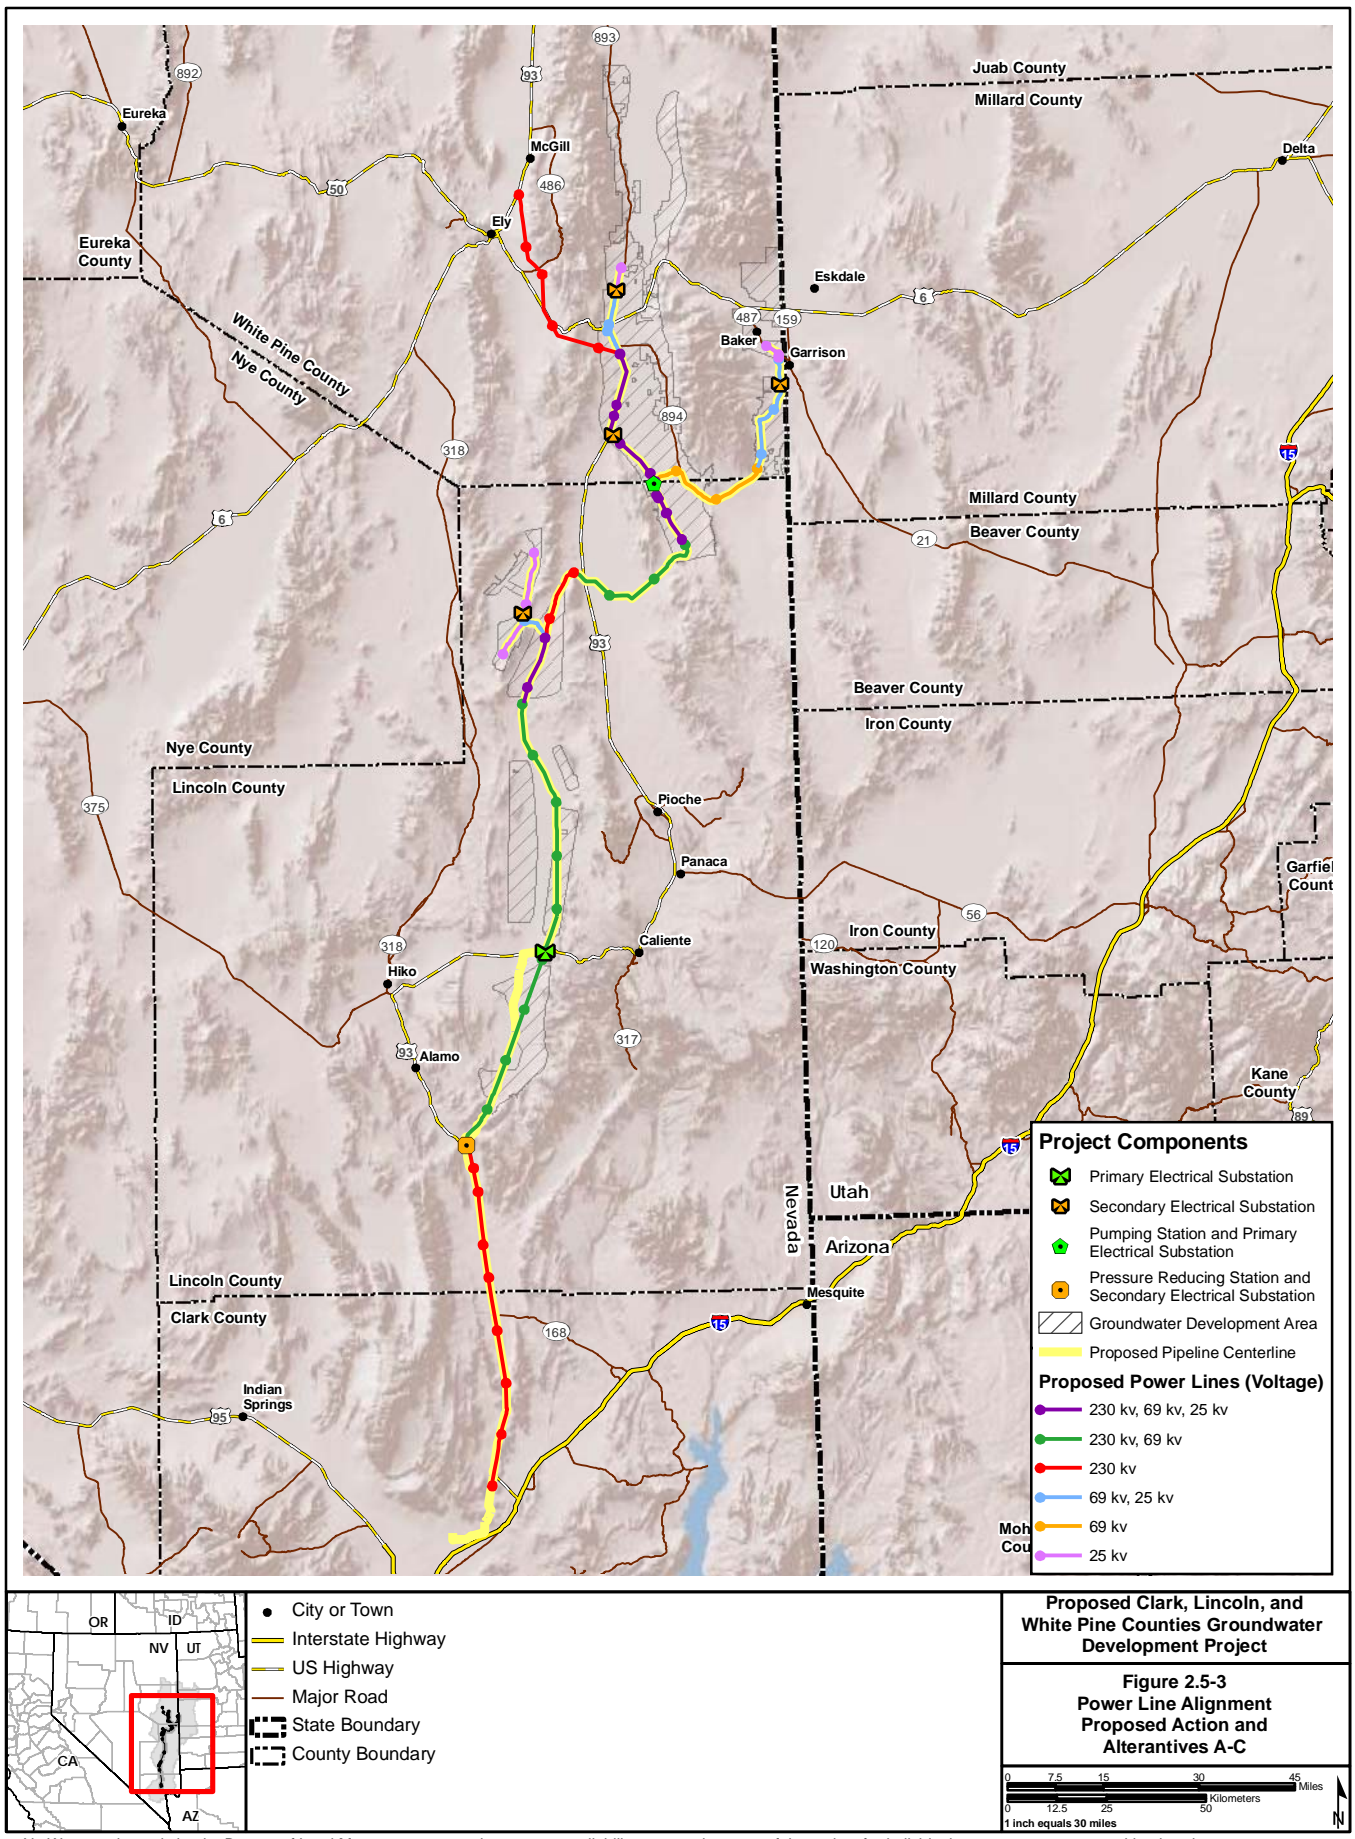 893
892
93
Juab County
Millard County
Eureka
McGill
Delta
486
50
Ely
Eureka
County
Eskdale
6
487
159
Baker
Garrison
White Pine County
Nye County
894
318
15
6
Millard County
Beaver County
21
93
Beaver County
Iron County
Nye County
Lincoln County
375
Pioche
Panaca
Garfiel
Count
56
318
Caliente
120
Iron County
Washington County
Hiko
317
93
Alamo
Kane
County
89
15
Nevada
Utah
Arizona
Lincoln County
Clark County
Mesquite
15
168
Indian
Springs
95
Moh
Cou
Project Components
Primary Electrical Substation
Secondary Electrical Substation
Pumping Station and Primary
Electrical Substation
Pressure Reducing Station and
Secondary Electrical Substation
Groundwater Development Area
Proposed Pipeline Centerline
Proposed Power Lines (Voltage)
230 kv, 69 kv, 25 kv
230 kv, 69 kv
230 kv
69 kv, 25 kv
69 kv
25 kv
OR
ID
NV
UT
CA
AZ
City or Town
Interstate Highway
US Highway
Major Road
State Boundary
County Boundary
Proposed Clark, Lincoln, and
White Pine Counties Groundwater
Development Project
Figure 2.5-3
Power Line Alignment
Proposed Action and
Alterantives A-C
0 7.5 15 30 45
Miles
Kilometers
0 12.5 25 50
1 inch equals 30 miles
N